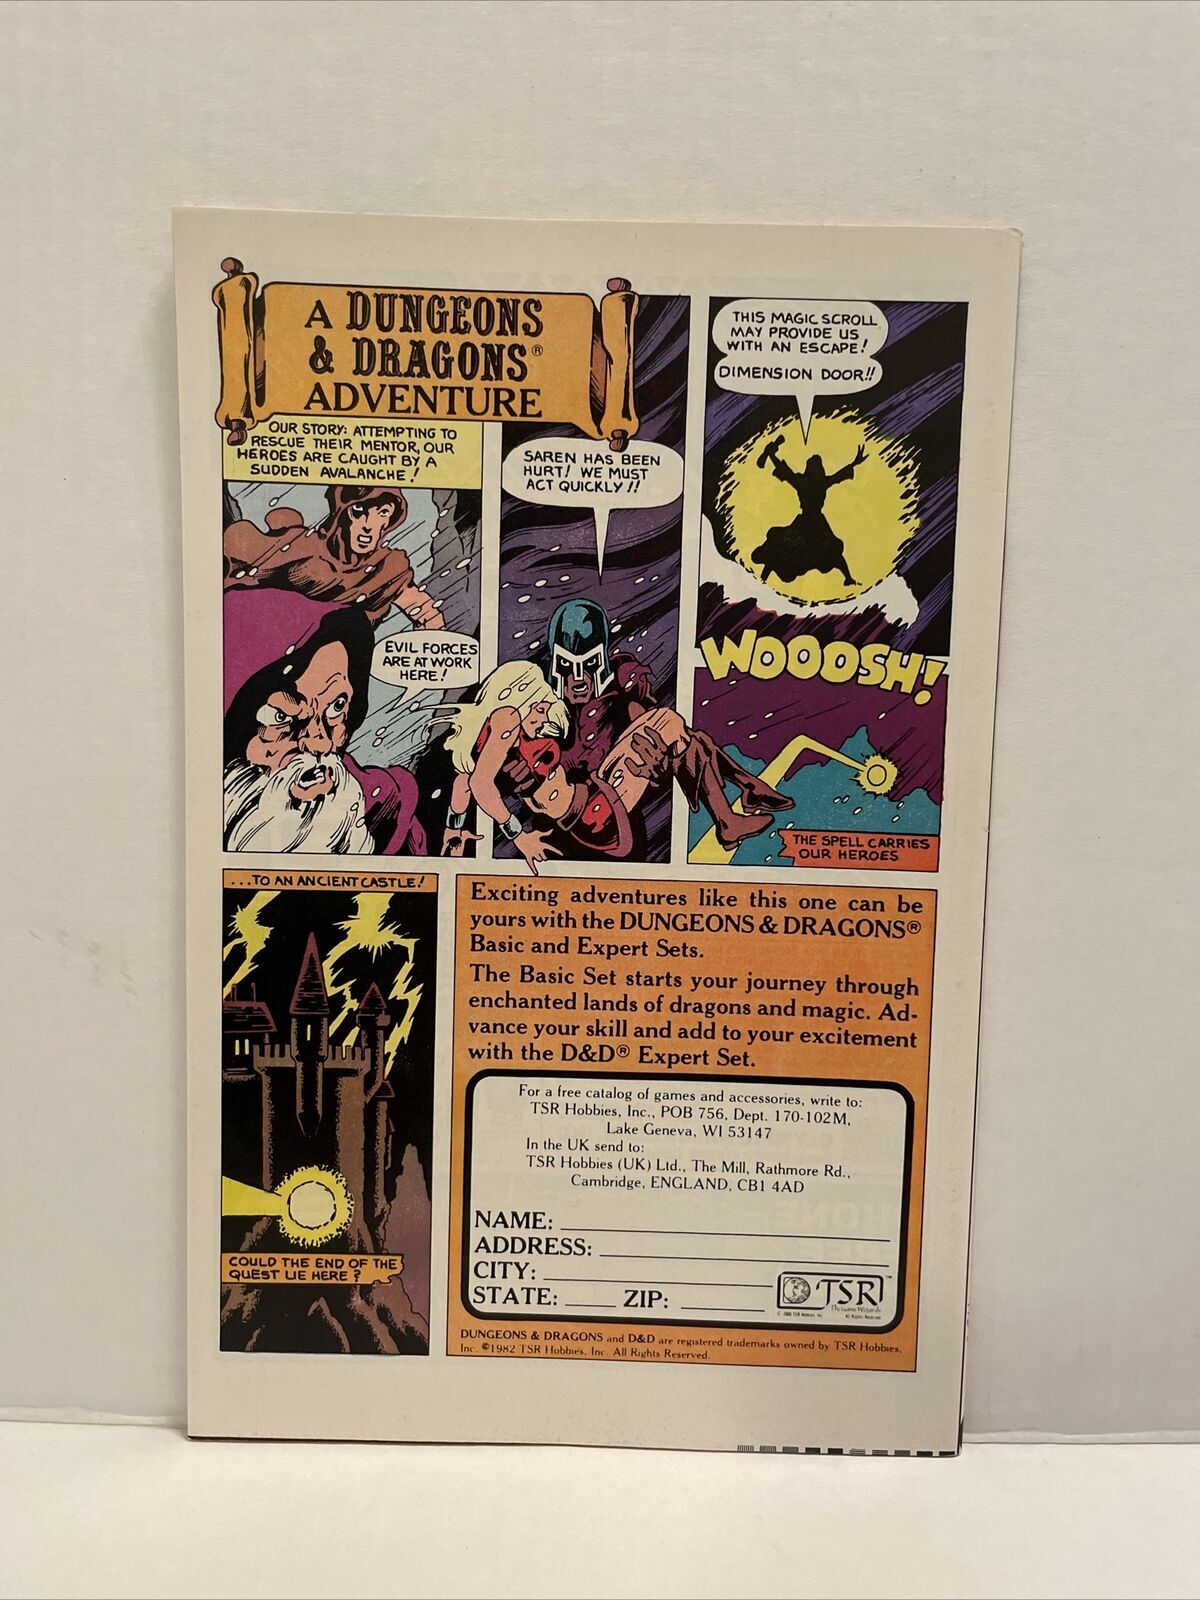 A DUNGEONS
& DRAGONS®
ADVENTURE
OUR STORY: ATTEMPTING TO
RESCUE THEIR MENTOR, OUR
HEROES ARE CAUGHT BY A
SUDDEN AVALANCHE!
EVIL FORCES
ARE AT WORK
HERE!
SAREN HAS BEEN
HURT! WE MUST
ACT QUICKLY!!
THIS MAGIC SCROLL
MAY PROVIDE US
WITH AN ESCAPE!
DIMENSION DOOR!!
WOOOSH!
THE SPELL CARRIES
OUR HEROES
...TO AN ANCIENT CASTLE!
COULD THE END OF THE
QUEST LIE HERE?
Exciting adventures like this one can be
yours with the DUNGEONS & DRAGONS®
Basic and Expert Sets.
The Basic Set starts your journey through
enchanted lands of dragons and magic. Ad-
vance your skill and add to your excitement
with the D&D® Expert Set.
For a free catalog of games and accessories, write to:
TSR Hobbies, Inc., POB 756, Dept. 170-102M,
Lake Geneva, WI 53147
In the UK send to:
TSR Hobbies (UK) Ltd., The Mill, Rathmore Rd.,
Cambridge, ENGLAND, CB1 4AD
NAME:
ADDRESS:
CITY:
STATE: ZIP:
TSR™
The Game Wizards
All Rights Reserved
DUNGEONS & DRAGONS and D&D are registered trademarks owned by TSR Hobbies,
Inc. ©1982 TSR Hobbies, Inc. All Rights Reserved.